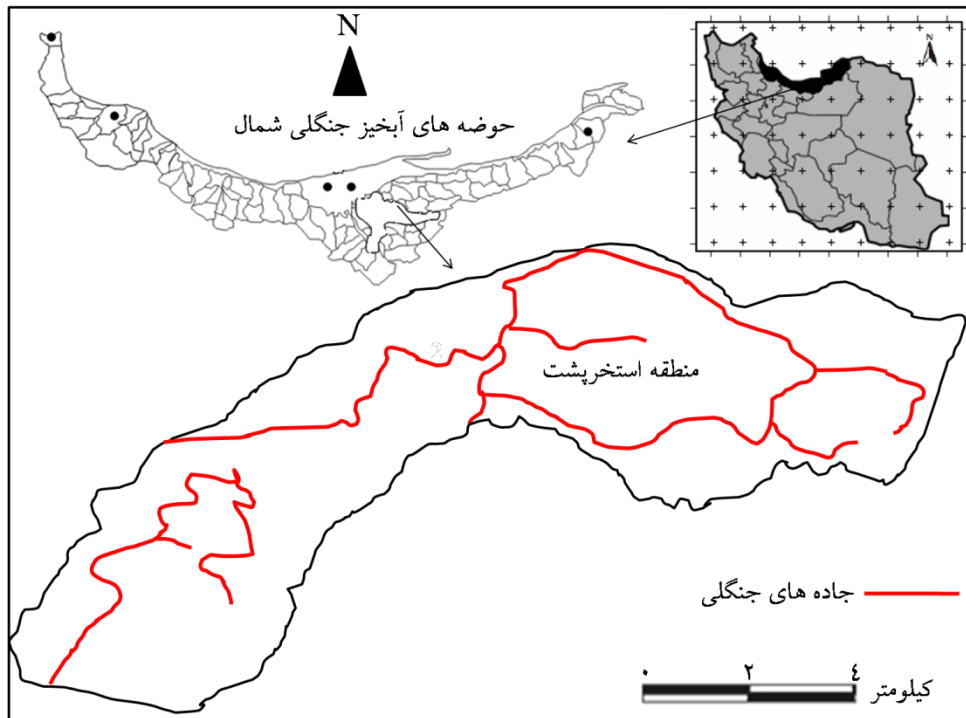 N
N
حوضه های آبخیز جنگلی شمال
منطقه استخرپشت
جاده های جنگلی
٠ ٢ ٤
کیلومتر